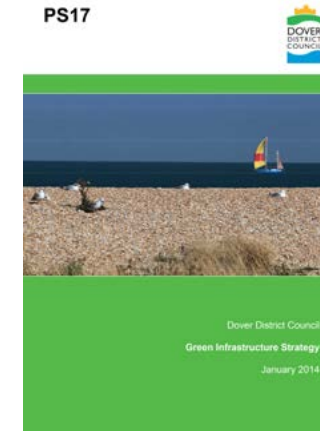 PS17
DOVER
DISTRICT
COUNCIL
Dover District Council
Green Infrastructure Strategy
January 2014